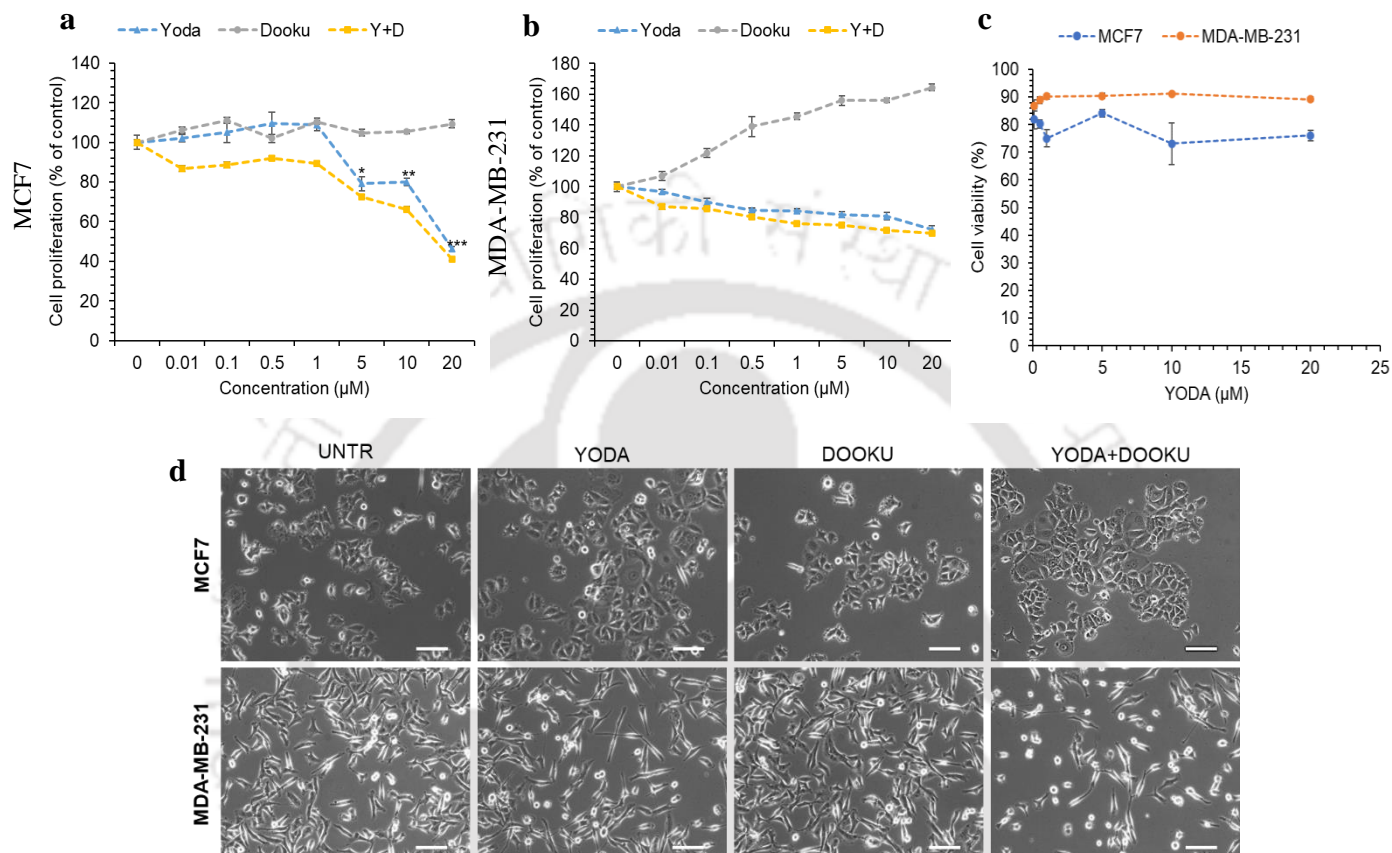 a
Yoda Dooku Y+D
140
120
100
80
60
40
20
0
* ** ***
0 0.01 0.1 0.5 1 5 10 20
Concentration (µM)
Cell proliferation (% of control)
MCF7
b
Yoda Dooku Y+D
180
160
140
120
100
80
60
40
20
0
0 0.01 0.1 0.5 1 5 10 20
Concentration (µM)
Cell proliferation (% of control)
MDA-MB-231
c
MCF7 MDA-MB-231
100
90
80
70
60
50
40
30
20
10
0
0 5 10 15 20 25
YODA (µM)
Cell viability (%)
d
UNTR YODA DOOKU YODA+DOOKU
MCF7
MDA-MB-231